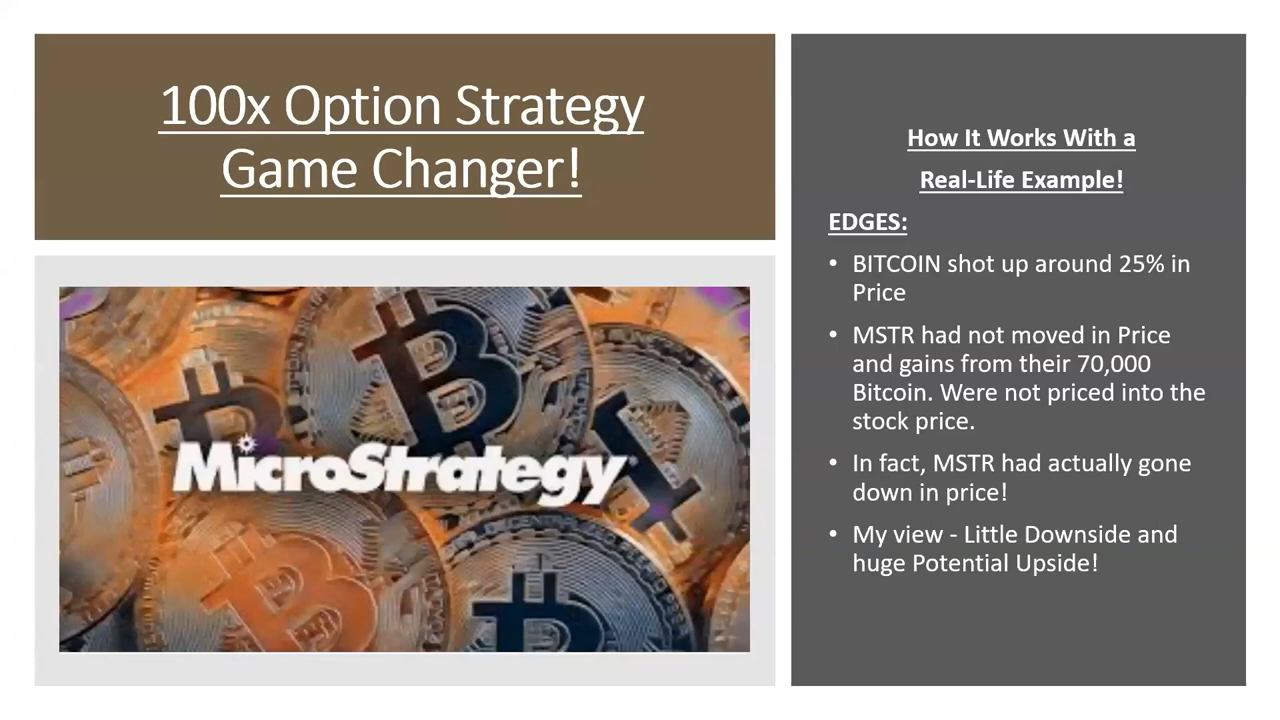 100x Option Strategy
Game Changer!
MicroStrategy
How It Works With a
Real-Life Example!
EDGES:
• BITCOIN shot up around 25% in
Price
• MSTR had not moved in Price
and gains from their 70,000
Bitcoin. Were not priced into the
stock price.
• In fact, MSTR had actually gone
down in price!
• My view - Little Downside and
huge Potential Upside!